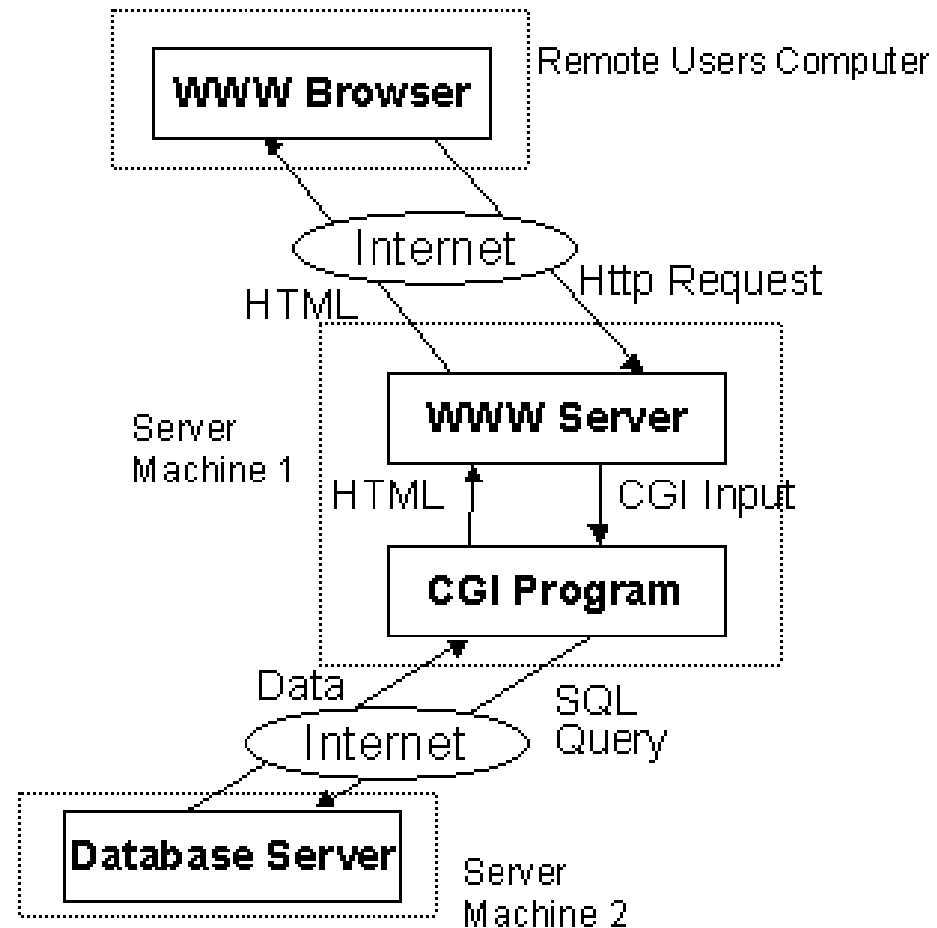 Remote Users Computer
WWW Browser
Internet
Http Request
HTML
WWW Server
Server
Machine 1
HTML
CGI Input
CGI Program
Data
SQL
Query
Internet
Database Server
Server
Machine 2